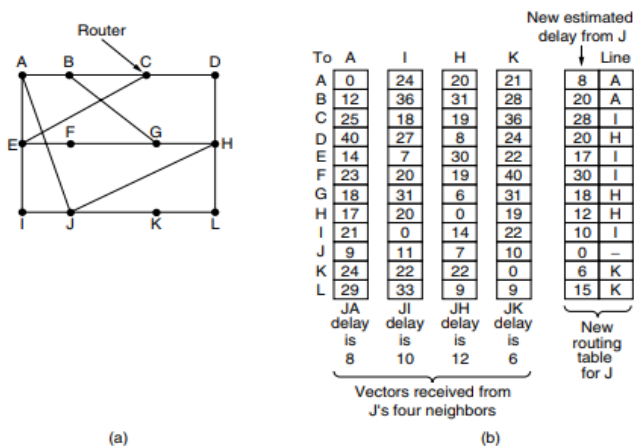 Router
A B C D
E F G H
I J K L
(a)
New estimated
delay from J
To A I H K Line
A 0 24 20 21 8 A
B 12 36 31 28 20 A
C 25 18 19 36 28 I
D 40 27 8 24 20 H
E 14 7 30 22 17 I
F 23 20 19 40 30 I
G 18 31 6 31 18 H
H 17 20 0 19 12 H
I 21 0 14 22 10 I
J 9 11 7 10 0 –
K 24 22 22 0 6 K
L 29 33 9 9 15 K
JA JI JH JK
delay delay delay delay
is is is is
8 10 12 6
New
routing
table
for J
Vectors received from
J's four neighbors
(b)